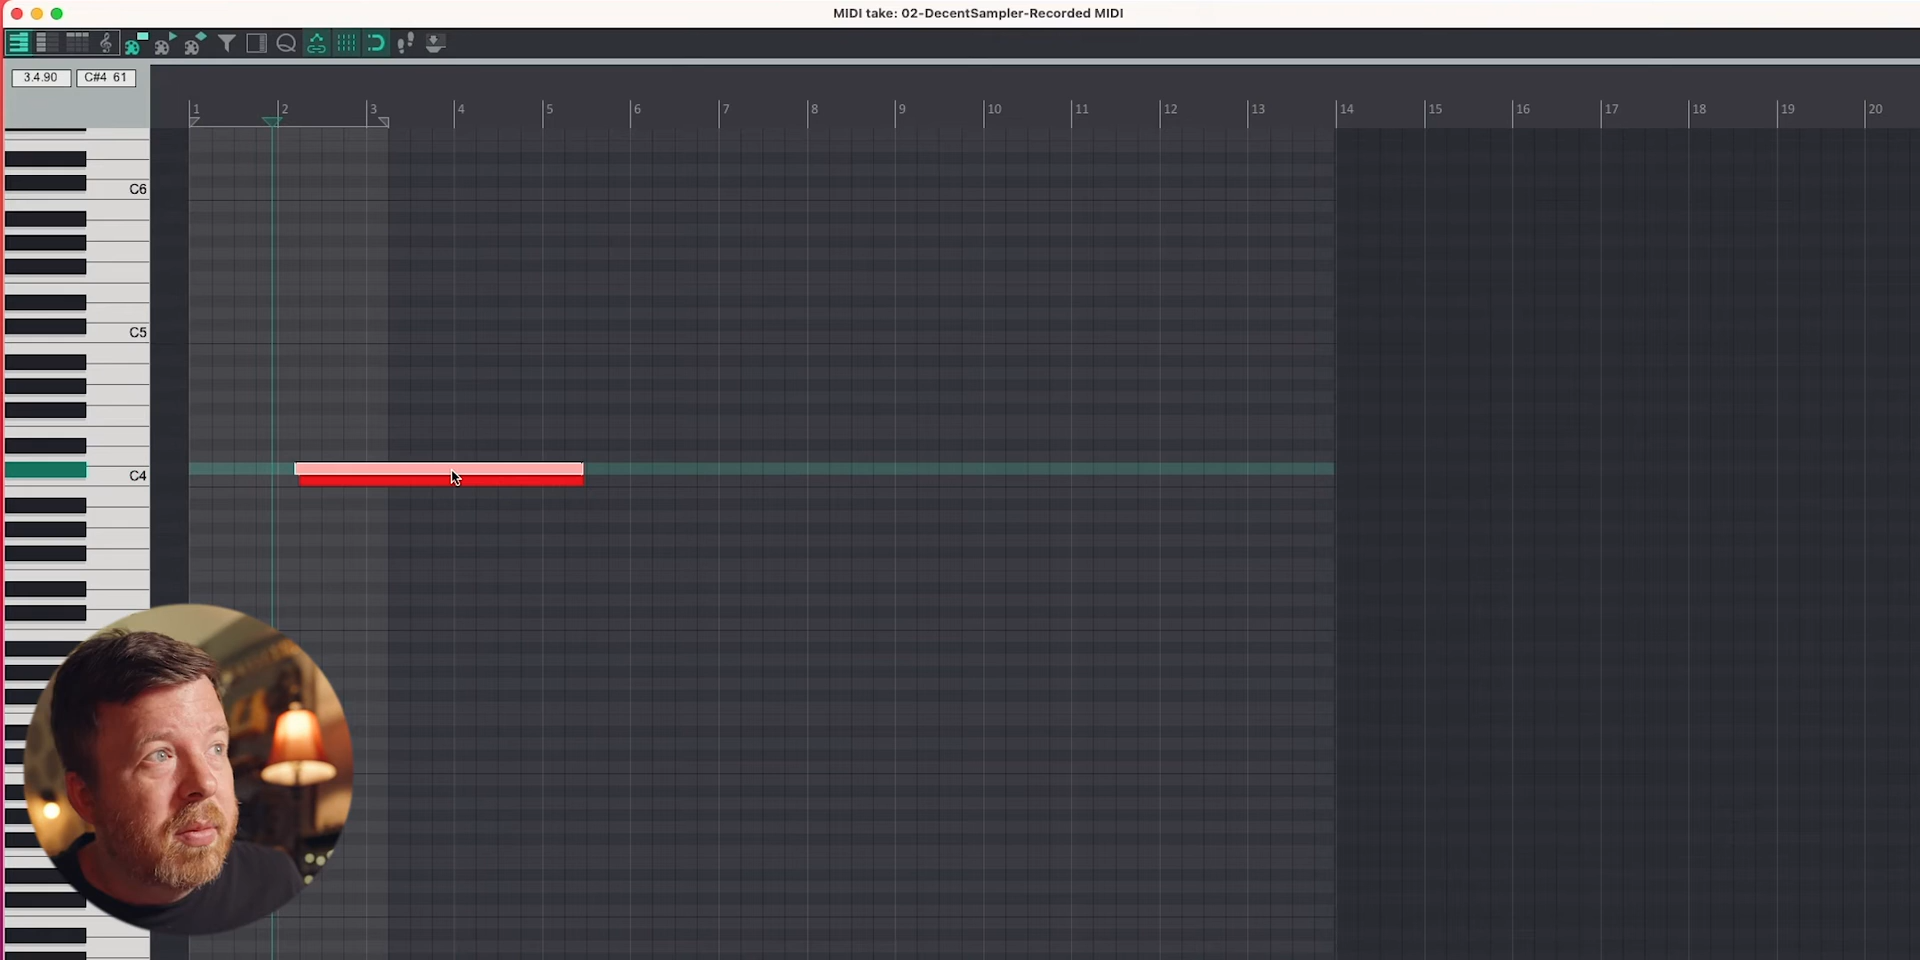 MIDI take: 02-DecentSampler-Recorded MIDI
3.4.90 C#4 61
1 2 3 4 5 6 7 8 9 10 11 12 13 14 15 16 17 18 19 20
C6
C5
C4